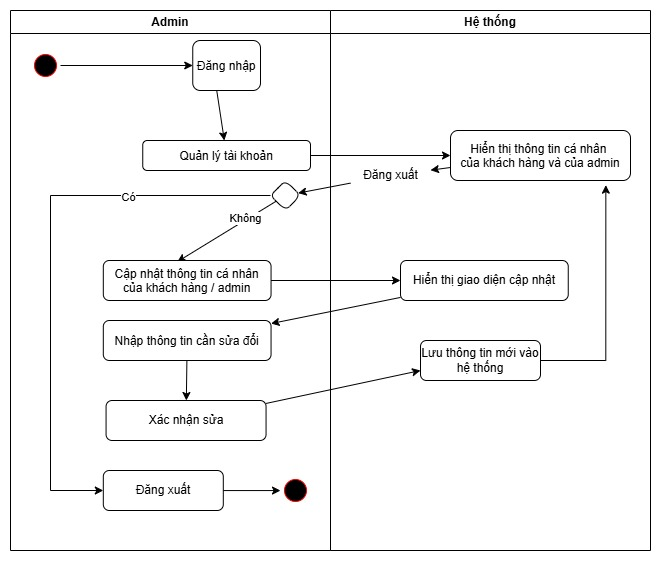 Admin
Hệ thống
Đăng nhập
Quản lý tài khoản
Hiển thị thông tin cá nhân
của khách hàng và của admin
Đăng xuất
Có
Không
Cập nhật thông tin cá nhân
của khách hàng / admin
Hiển thị giao diện cập nhật
Nhập thông tin cần sửa đổi
Lưu thông tin mới vào
hệ thống
Xác nhận sửa
Đăng xuất